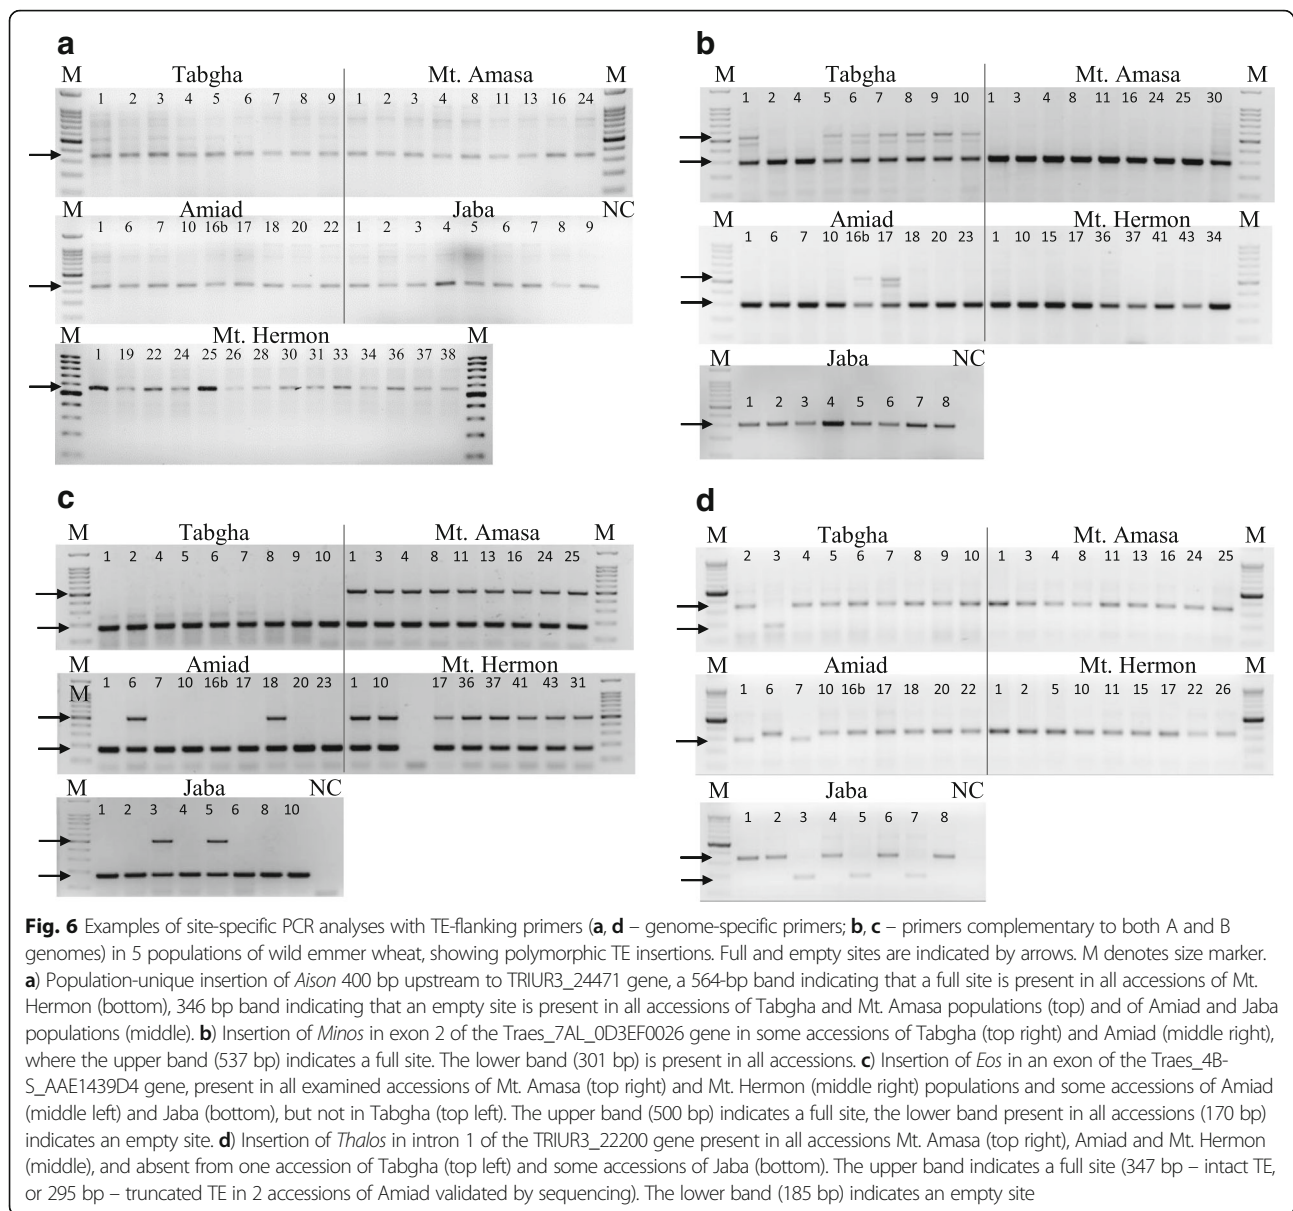 a
M Tabgha Mt. Amasa M
1 2 3 4 5 6 7 8 9 1 2 3 4 8 11 13 16 24
M Amiad Jaba NC
1 6 7 10 16b 17 18 20 22 1 2 3 4 5 6 7 8 9
M Mt. Hermon M
1 19 22 24 25 26 28 30 31 33 34 36 37 38
b
M Tabgha Mt. Amasa M
1 2 4 5 6 7 8 9 10 1 3 4 8 11 16 24 25 30
M Amiad Mt. Hermon M
1 6 7 10 16b 17 18 20 23 1 10 15 17 36 37 41 43 34
M Jaba NC
1 2 3 4 5 6 7 8
c
M Tabgha Mt. Amasa M
1 2 4 5 6 7 8 9 10 1 3 4 8 11 13 16 24 25
M Amiad Mt. Hermon M
M 1 6 7 10 16b 17 18 20 23 1 10 17 36 37 41 43 31
M Jaba NC
1 2 3 4 5 6 8 10
d
M Tabgha Mt. Amasa M
2 3 4 5 6 7 8 9 10 1 3 4 8 11 13 16 24 25
M Amiad Mt. Hermon M
1 6 7 10 16b 17 18 20 22 1 2 5 10 11 15 17 22 26
M Jaba NC
1 2 3 4 5 6 7 8
Fig. 6 Examples of site-specific PCR analyses with TE-flanking primers (a, d – genome-specific primers; b, c – primers complementary to both A and B
genomes) in 5 populations of wild emmer wheat, showing polymorphic TE insertions. Full and empty sites are indicated by arrows. M denotes size marker.
a) Population-unique insertion of Aison 400 bp upstream to TRIUR3_24471 gene, a 564-bp band indicating that a full site is present in all accessions of Mt.
Hermon (bottom), 346 bp band indicating that an empty site is present in all accessions of Tabgha and Mt. Amasa populations (top) and of Amiad and Jaba
populations (middle). b) Insertion of Minos in exon 2 of the Traes_7AL_0D3EF0026 gene in some accessions of Tabgha (top right) and Amiad (middle right),
where the upper band (537 bp) indicates a full site. The lower band (301 bp) is present in all accessions. c) Insertion of Eos in an exon of the Traes_4B-
S_AAE1439D4 gene, present in all examined accessions of Mt. Amasa (top right) and Mt. Hermon (middle right) populations and some accessions of Amiad
(middle left) and Jaba (bottom), but not in Tabgha (top left). The upper band (500 bp) indicates a full site, the lower band present in all accessions (170 bp)
indicates an empty site. d) Insertion of Thalos in intron 1 of the TRIUR3_22200 gene present in all accessions Mt. Amasa (top right), Amiad and Mt. Hermon
(middle), and absent from one accession of Tabgha (top left) and some accessions of Jaba (bottom). The upper band indicates a full site (347 bp – intact TE,
or 295 bp – truncated TE in 2 accessions of Amiad validated by sequencing). The lower band (185 bp) indicates an empty site